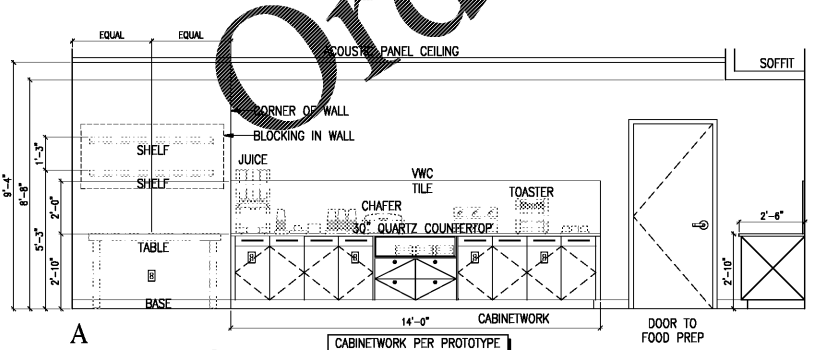 Ord
EQUAL EQUAL
ACOUSTIC PANEL CEILING
SOFFIT
CORNER OF WALL
BLOCKING IN WALL
9'-4"
8'-8"
1'-3"
SHELF
SHELF
JUICE
VWC
TILE
TOASTER
CHAFER
2'-0"
5'-3"
30" QUARTZ COUNTERTOP
2'-6"
TABLE
2'-10"
2'-10"
BASE
14'-0"
CABINETWORK
A
DOOR TO
FOOD PREP
CABINETWORK PER PROTOTYPE